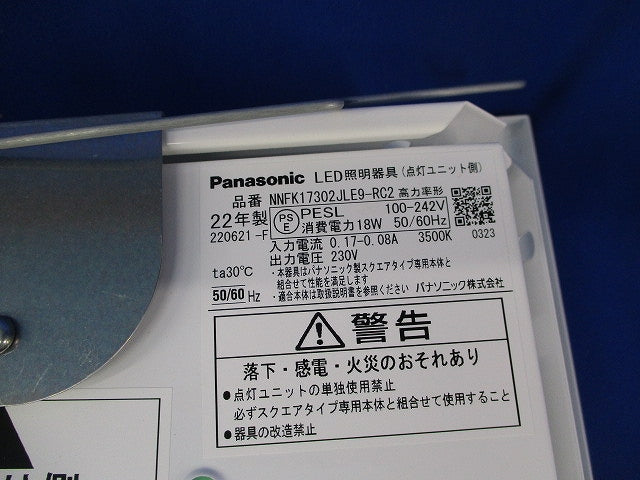 Panasonic LED照明器具(点灯ユニット側)
品番 NNFK17302JLE9-RC2 高力率形
22年製 PS E PESL 100-242V
220621-F 消費電力18W 50/60Hz
入力電流 0.17-0.08A 3500K 0323
出力電圧 230V
ta30℃ ・本器具はパナソニック製スクエアタイプ専用本体と
組合せて性能を満足します
50/60 Hz ・適合本体は取扱説明書を参照ください パナソニック株式会社
警告
落下・感電・火災のおそれあり
●点灯ユニットの単独使用禁止
必ずスクエアタイプ専用本体と組合せて使用すること
●器具の改造禁止